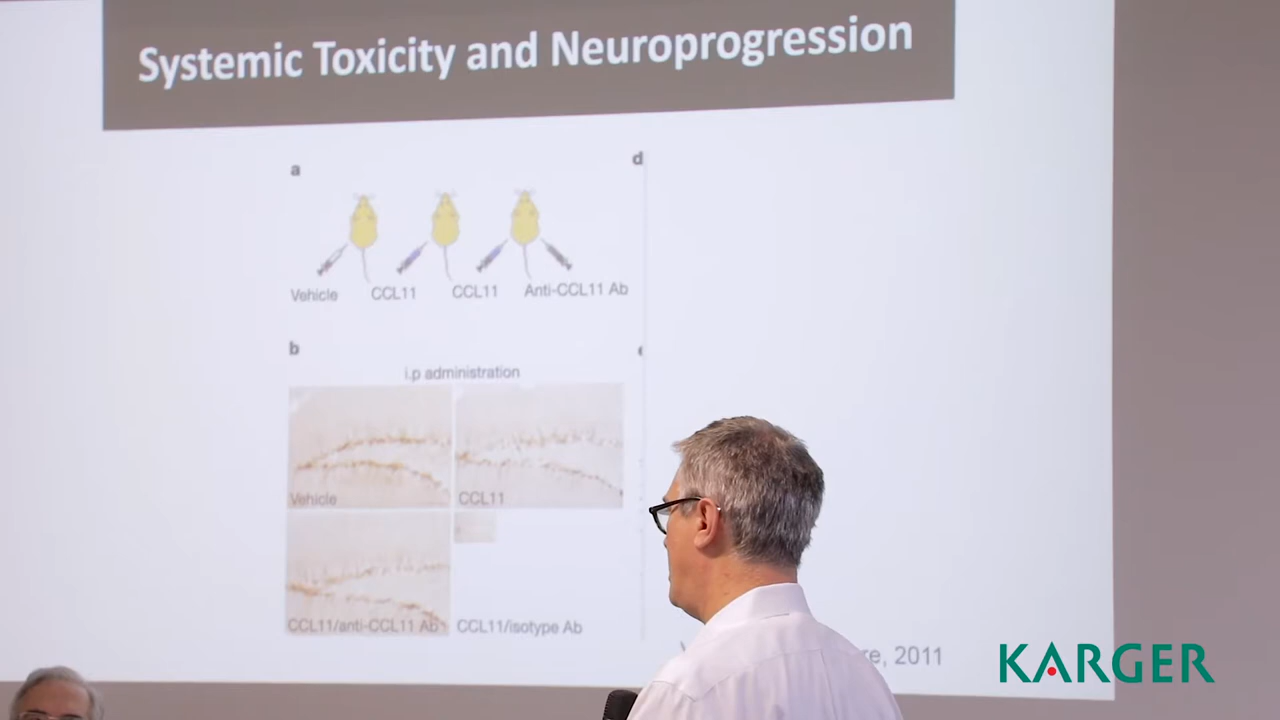 Systemic Toxicity and Neuroprogression
a
d
Vehicle CCL11 CCL11 Anti-CCL11 Ab
b
i.p administration
Vehicle CCL11
CCL11/anti-CCL11 Ab CCL11/isotype Ab
2011
KARGER